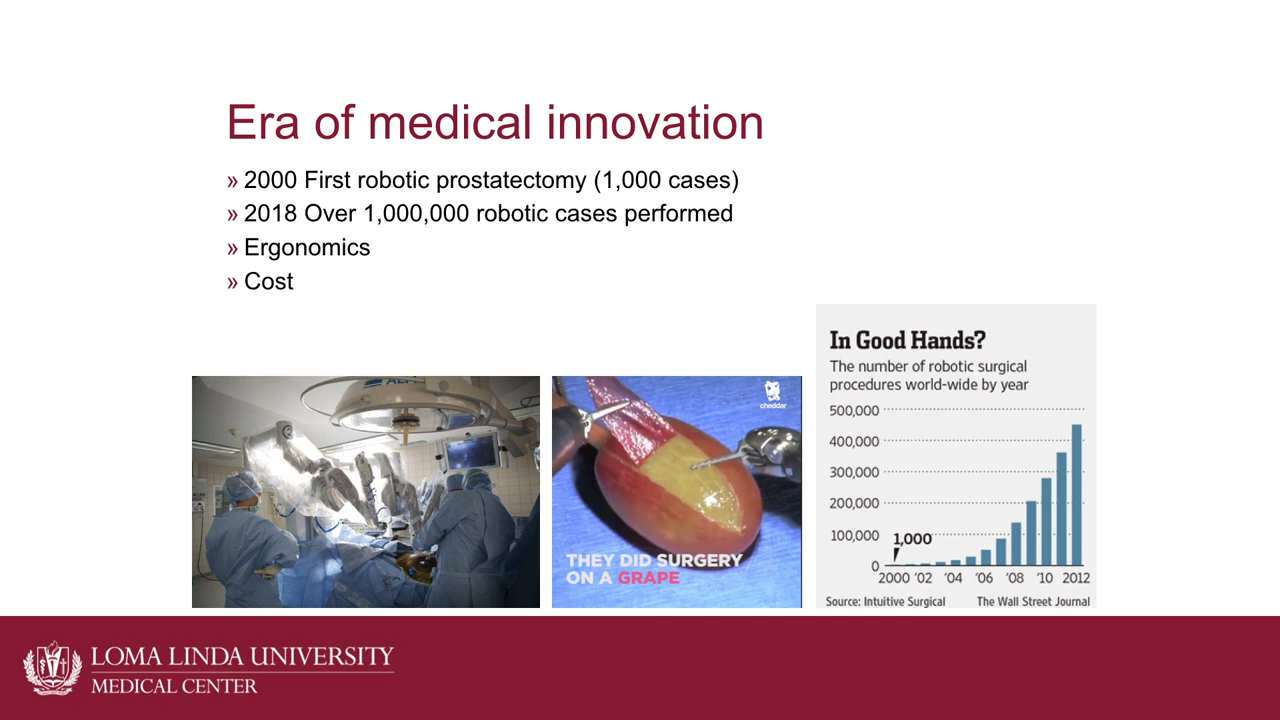 Era of medical innovation
» 2000 First robotic prostatectomy (1,000 cases)
» 2018 Over 1,000,000 robotic cases performed
» Ergonomics
» Cost
cheddar
THEY DID SURGERY
ON A GRAPE
In Good Hands?
The number of robotic surgical
procedures world-wide by year
500,000
400,000
300,000
200,000
100,000
1,000
0
2000 '02 '04 '06 '08 '10 2012
Source: Intuitive Surgical The Wall Street Journal
LOMA LINDA UNIVERSITY
MEDICAL CENTER